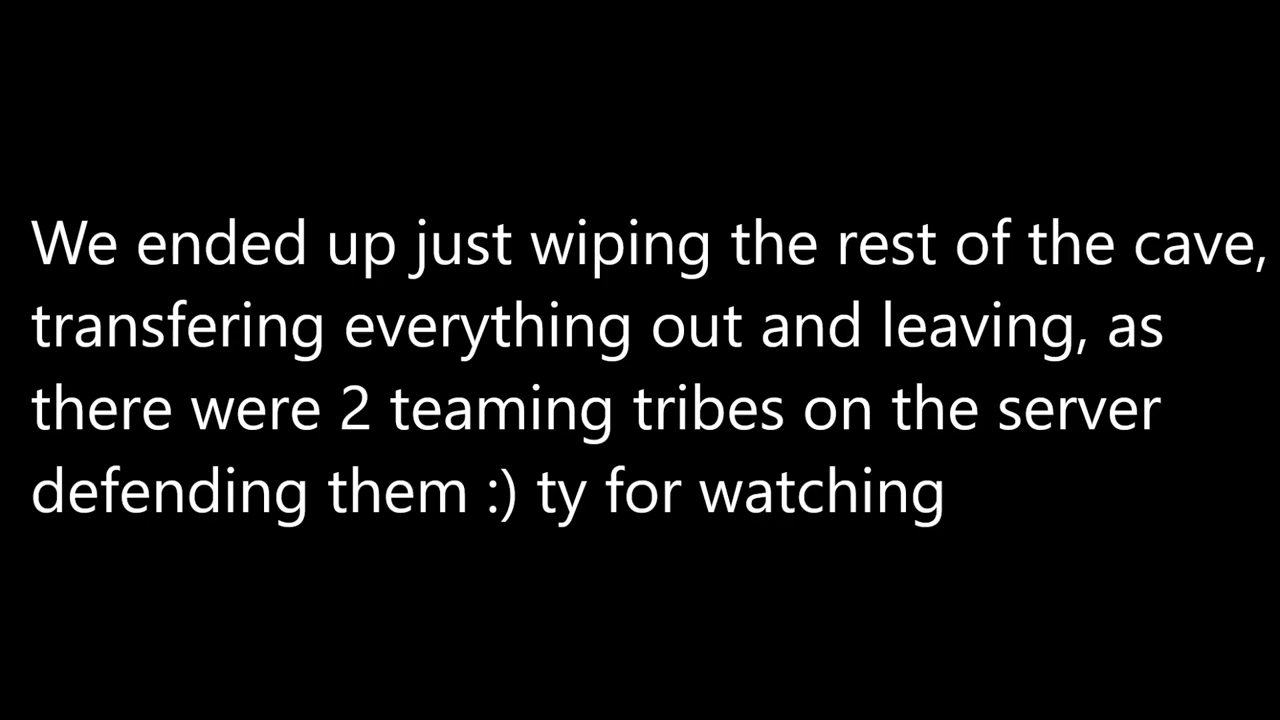 We ended up just wiping the rest of the cave,
transfering everything out and leaving, as
there were 2 teaming tribes on the server
defending them :) ty for watching